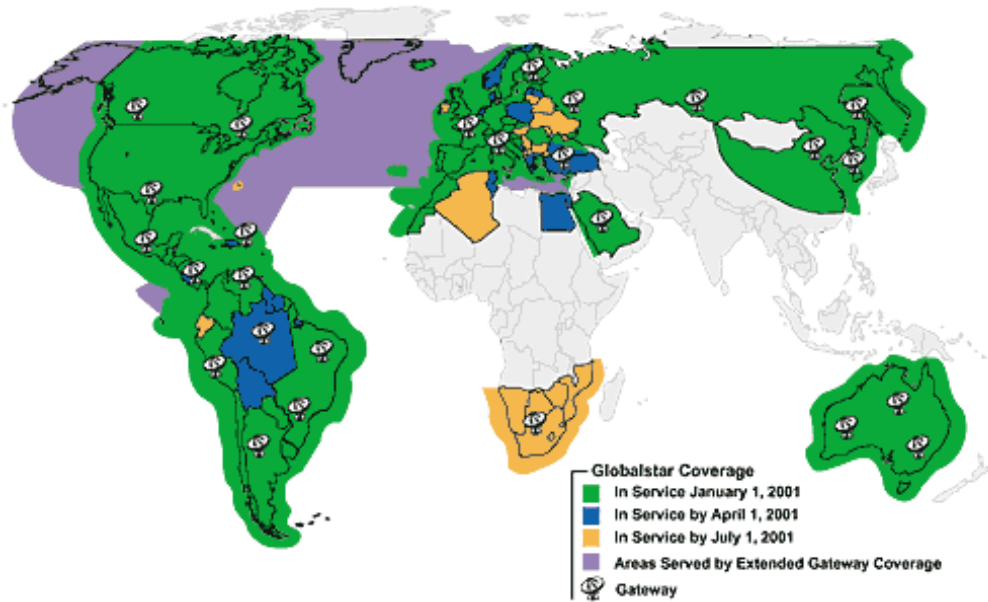 Globalstar Coverage
In Service January 1, 2001
In Service by April 1, 2001
In Service by July 1, 2001
Areas Served by Extended Gateway Coverage
Gateway